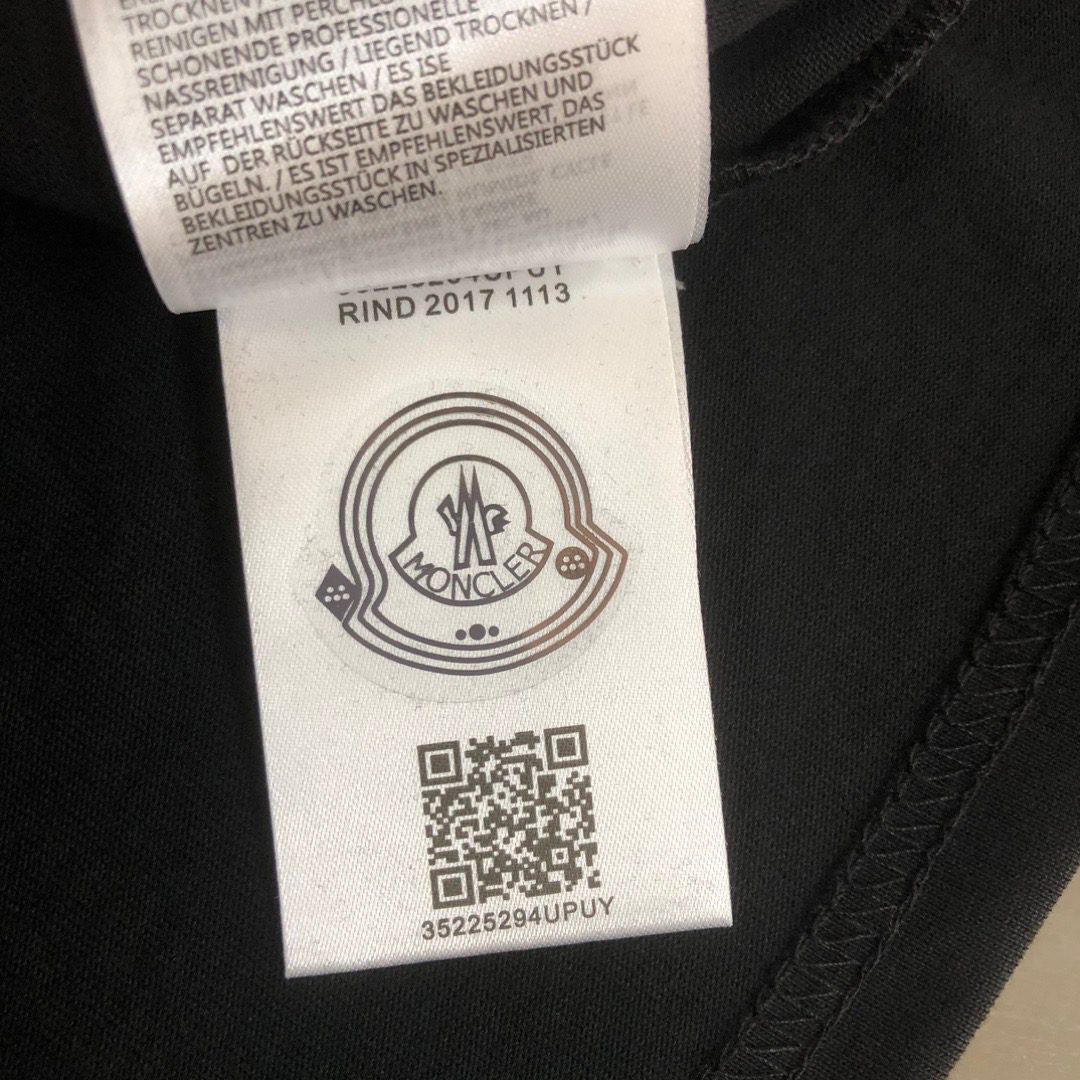 TROCKNEN /
REINIGEN MIT PERCHLO
SCHONENDE PROFESSIONELLE
NASSREINIGUNG / LIEGEND TROCKNEN /
SEPARAT WASCHEN / ES ISE
EMPFEHLENSWERT DAS BEKLEIDUNGSSTÜCK
AUF DER RÜCKSEITE ZU WASCHEN UND
BÜGELN. / ES IST EMPFEHLENSWERT, DAS
BEKLEIDUNGSSTÜCK IN SPEZIALISIERTEN
ZENTREN ZU WASCHEN.
RIND 2017 1113
MONCLER
35225294UPUY